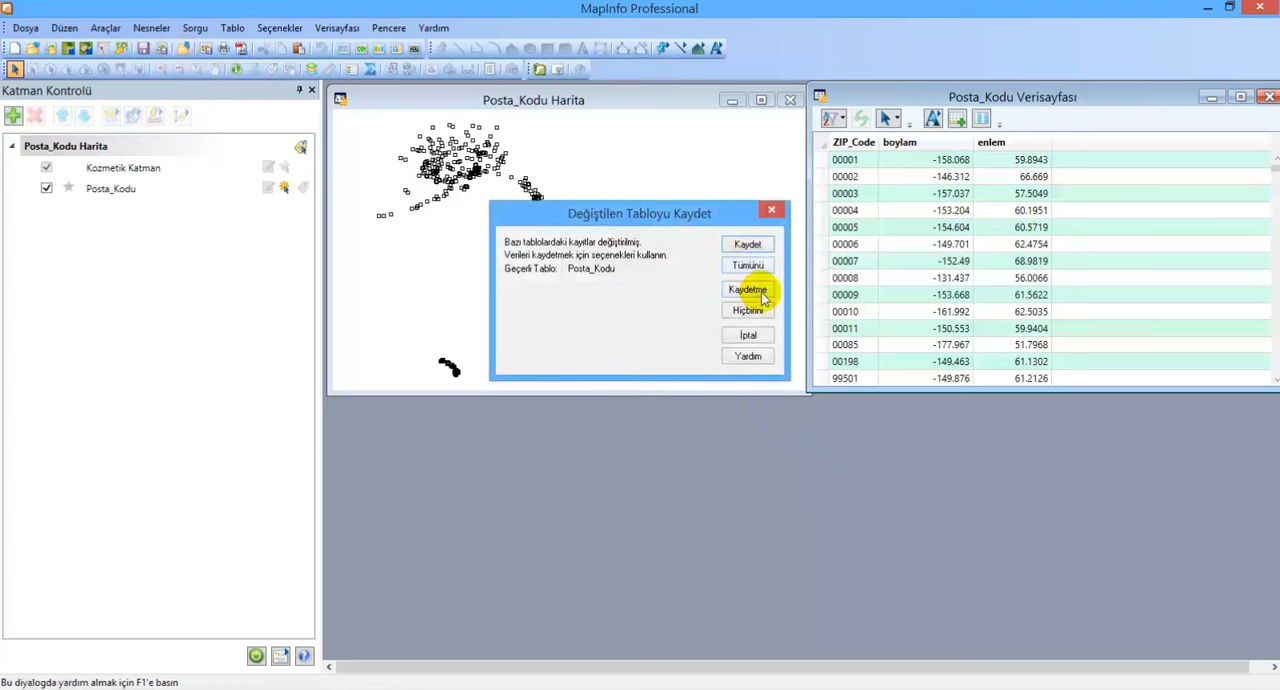 MapInfo Professional
Dosya Düzen Araçlar Nesneler Sorgu Tablo Seçenekler Verisayfası Pencere Yardım
Katman Kontrolü
Posta_Kodu Harita
Kozmetik Katman
Posta_Kodu
Posta_Kodu Harita
Değiştilen Tabloyu Kaydet
Bazı tablolardaki kayıtlar değiştirilmiş.
Verileri kaydetmek için seçenekleri kullanın.
Geçerli Tablo: Posta_Kodu
Kaydet
Tümünü
Kaydetme
Hiçbirini
İptal
Yardım
Posta_Kodu Verisayfası
ZIP_Code boylam enlem
00001 -158.068 59.8943
00002 -146.312 66.669
00003 -157.037 57.5049
00004 -153.204 60.1951
00005 -154.604 60.5719
00006 -149.701 62.4754
00007 -152.49 68.9819
00008 -131.437 56.0066
00009 -153.668 61.5622
00010 -161.992 62.5035
00011 -150.553 59.9404
00085 -177.967 51.7968
00198 -149.463 61.1302
99501 -149.876 61.2126
Bu diyalogda yardım almak için F1'e basın